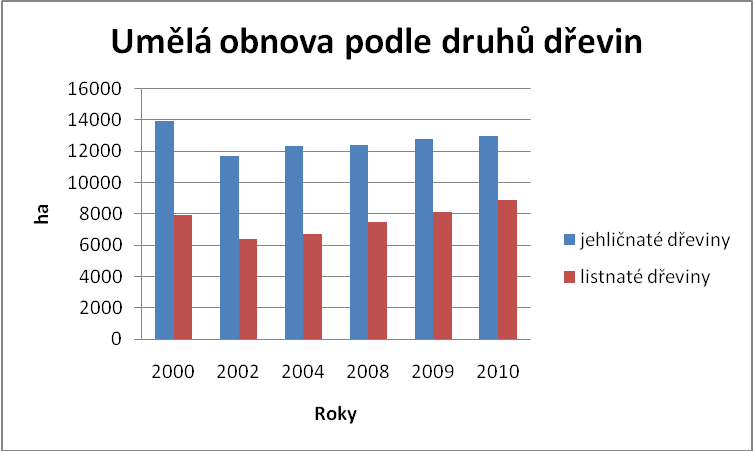 Umělá obnova podle druhů dřevin
16000
14000
12000
10000
8000
6000
4000
2000
0
ha
2000 2002 2004 2008 2009 2010
Roky
jehličnaté dřeviny
listnaté dřeviny